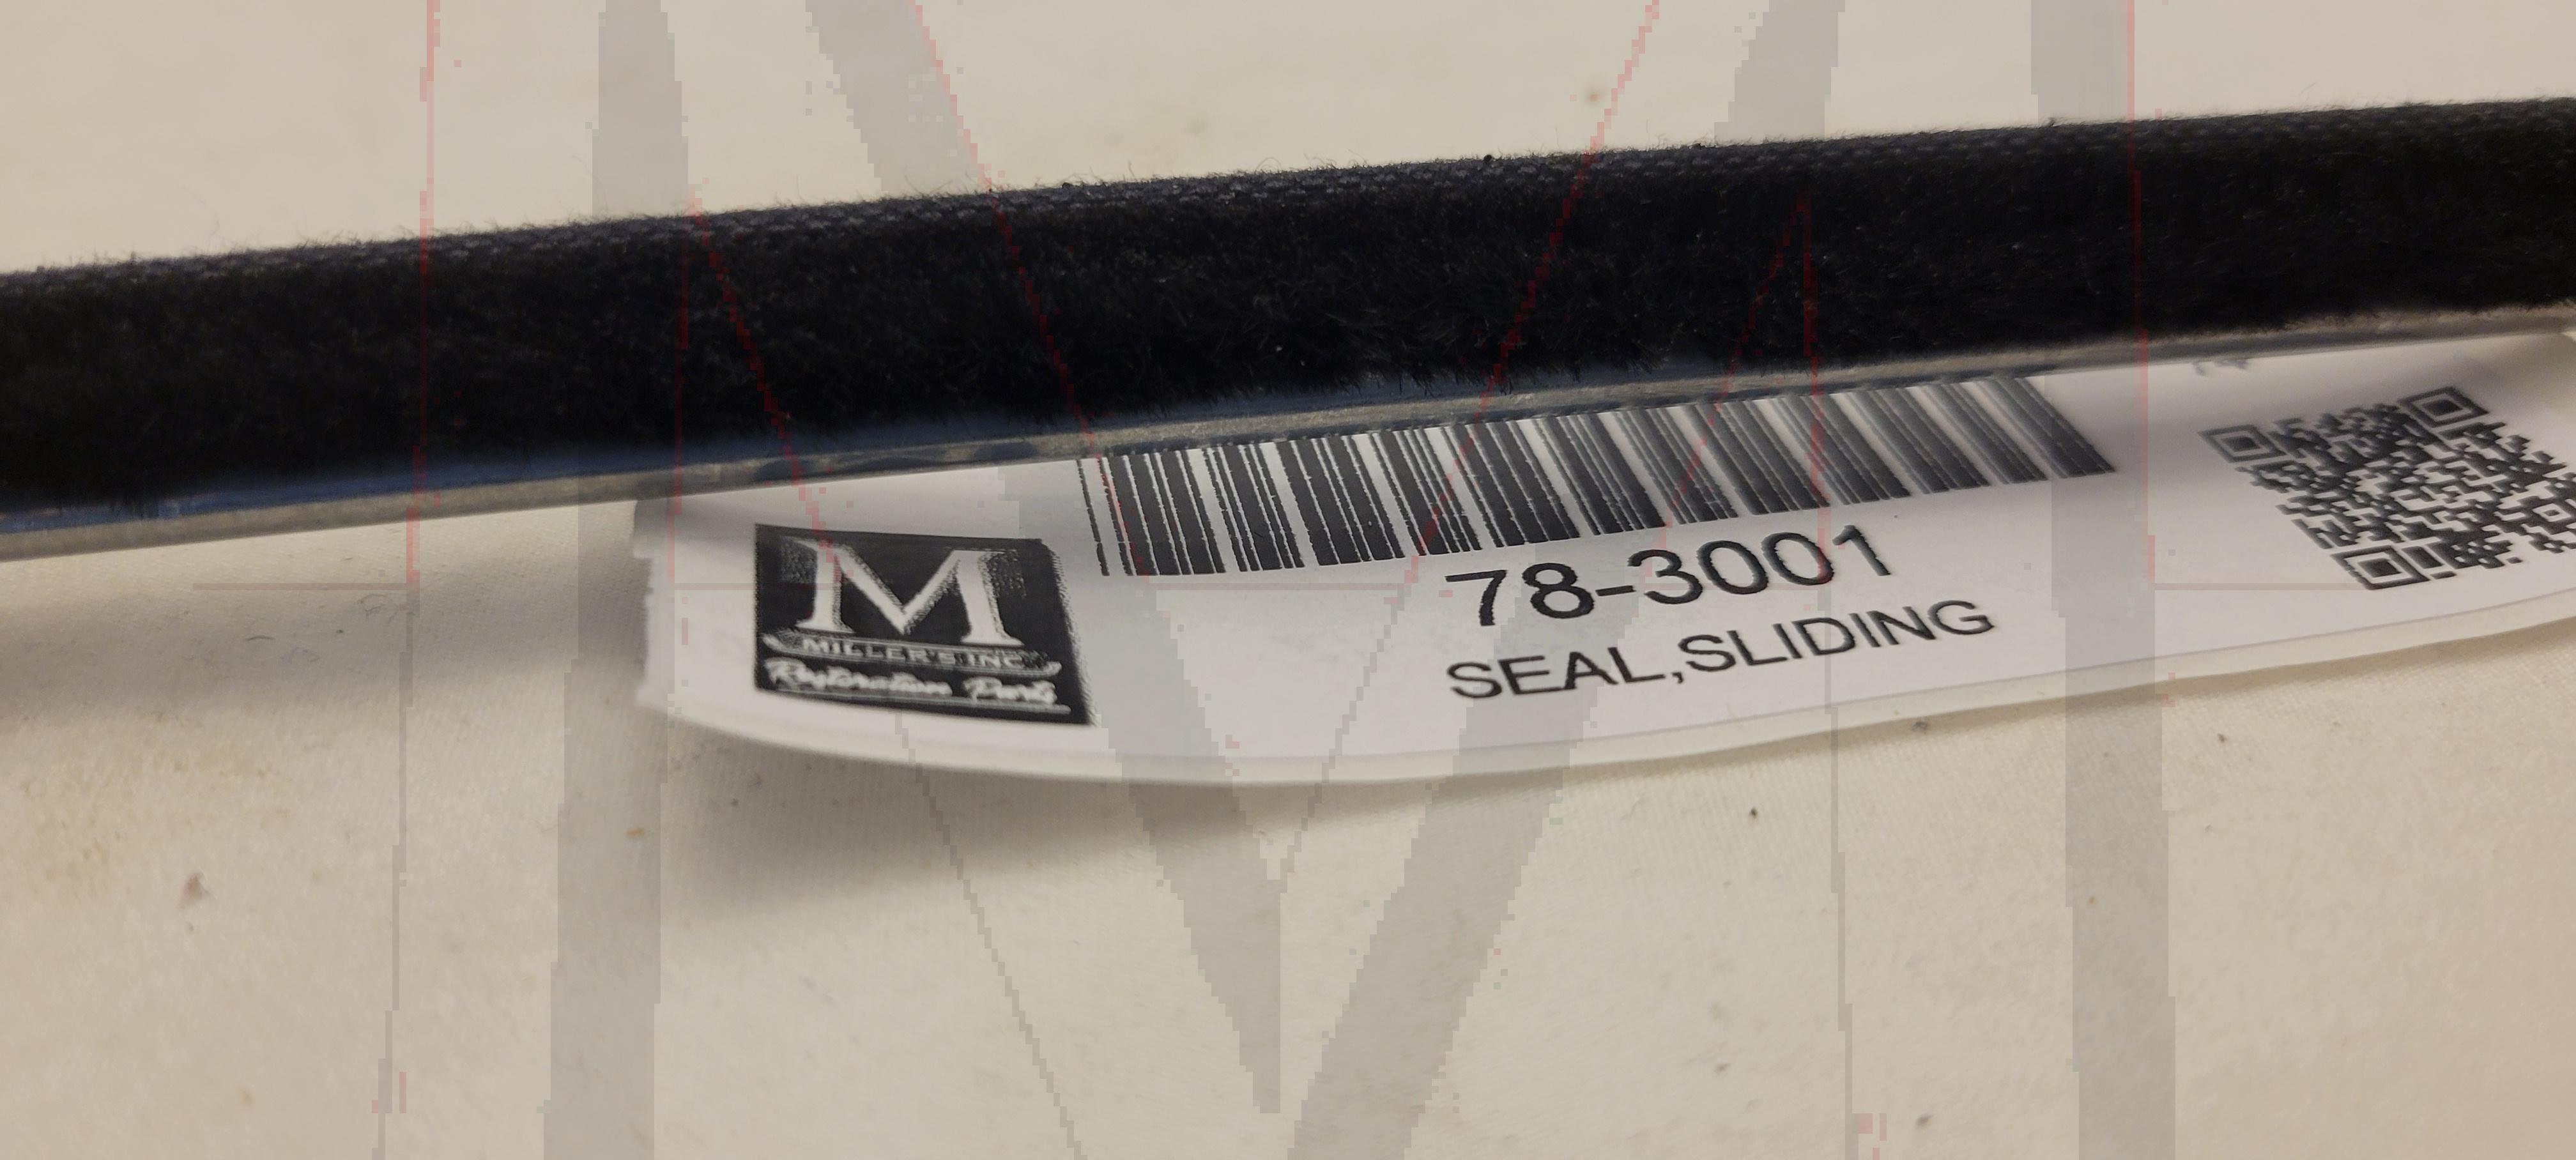 78-3001
SEAL,SLIDING
M
MILLER'S INC
Restoration Parts